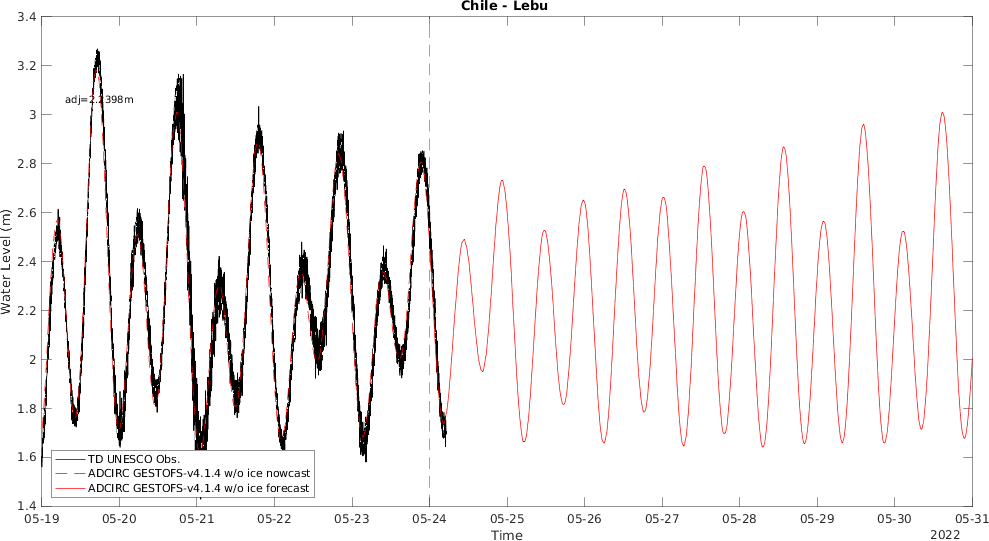 Chile - Lebu
3.4
3.2
3
2.8
2.6
2.4
2.2
2
1.8
1.6
1.4
Water Level (m)
TD UNESCO Obs.
ADCIRC GESTOFS-v4.1.4 w/o ice nowcast
ADCIRC GESTOFS-v4.1.4 w/o ice forecast
05-19 05-20 05-21 05-22 05-23 05-24 05-25 05-26 05-27 05-28 05-29 05-30 05-31
Time
2022